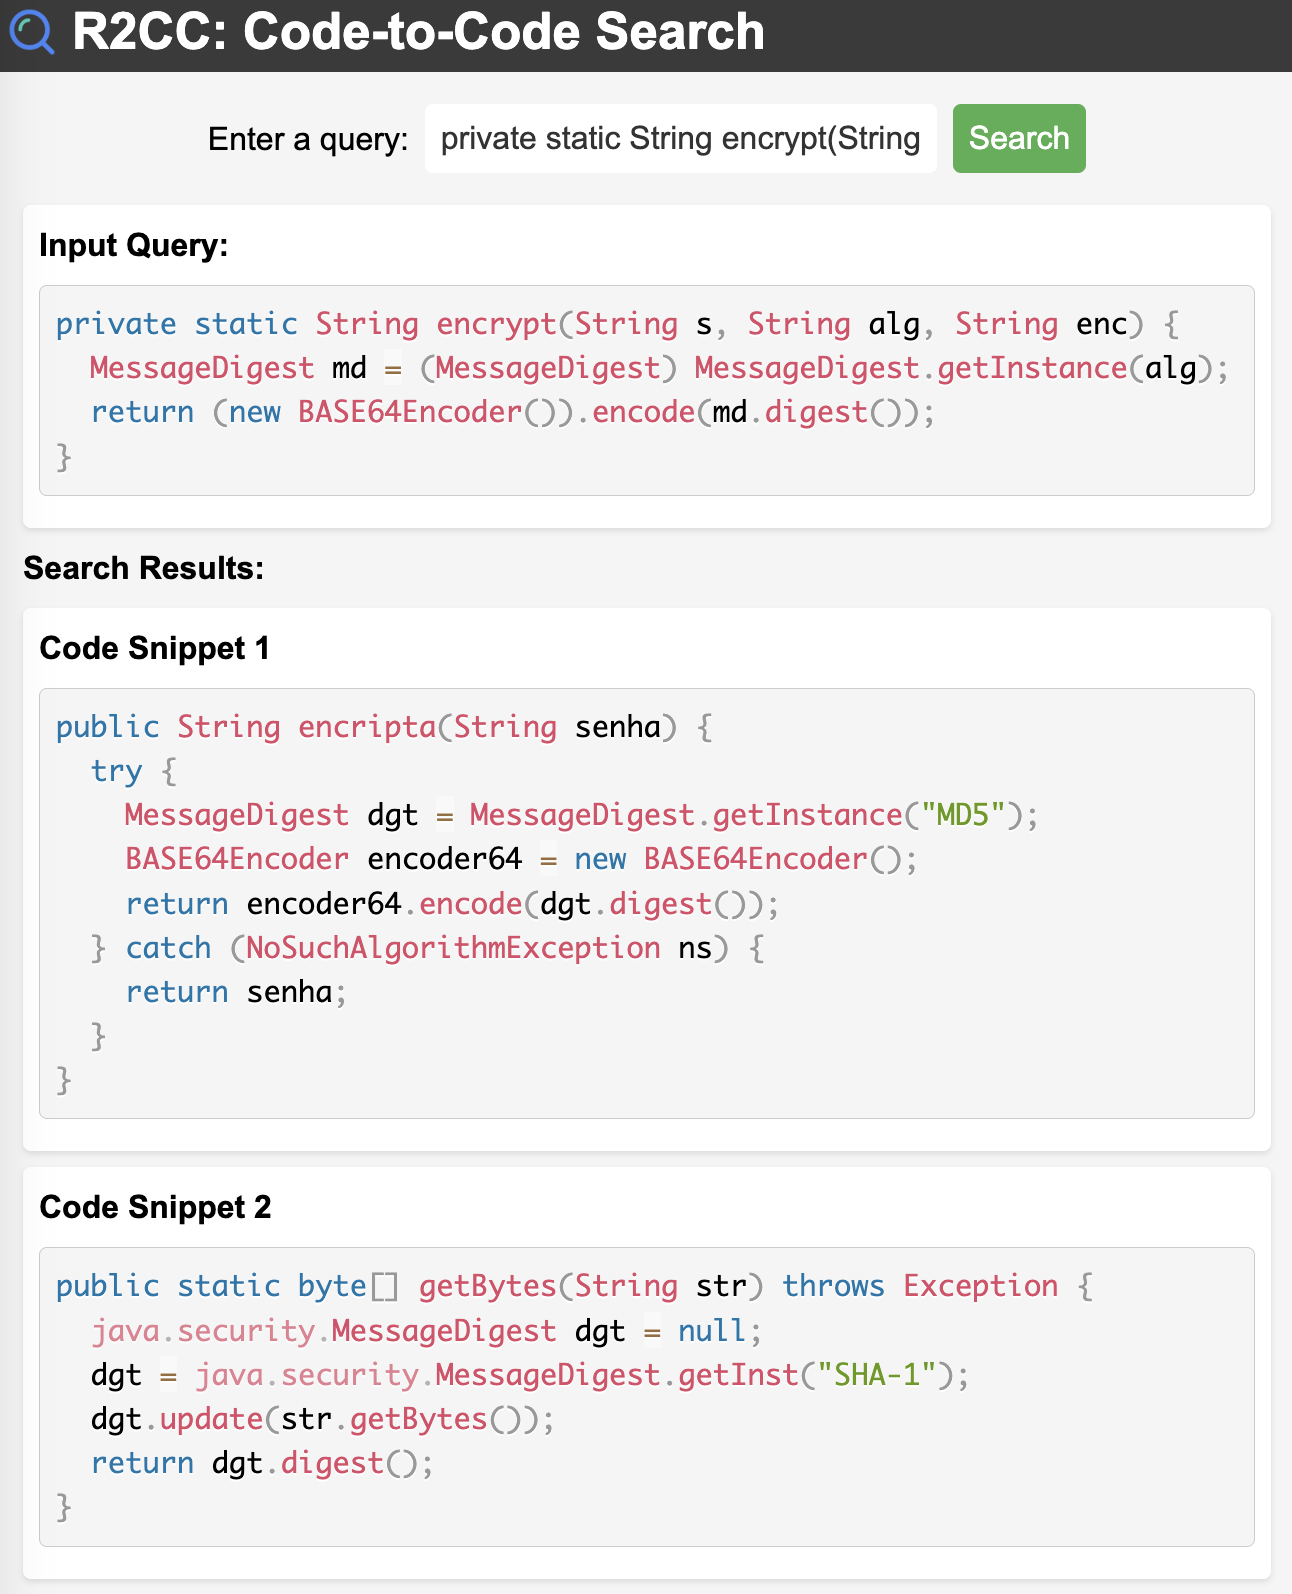 R2CC: Code-to-Code Search
Enter a query: private static String encrypt(String Search
Input Query:
private static String encrypt(String s, String alg, String enc) {
  MessageDigest md = (MessageDigest) MessageDigest.getInstance(alg);
  return (new BASE64Encoder()).encode(md.digest());
}
Search Results:
Code Snippet 1
public String encripta(String senha) {
  try {
    MessageDigest dgt = MessageDigest.getInstance("MD5");
    BASE64Encoder encoder64 = new BASE64Encoder();
    return encoder64.encode(dgt.digest());
  } catch (NoSuchAlgorithmException ns) {
    return senha;
  }
}
Code Snippet 2
public static byte[] getBytes(String str) throws Exception {
  java.security.MessageDigest dgt = null;
  dgt = java.security.MessageDigest.getInst("SHA-1");
  dgt.update(str.getBytes());
  return dgt.digest();
}